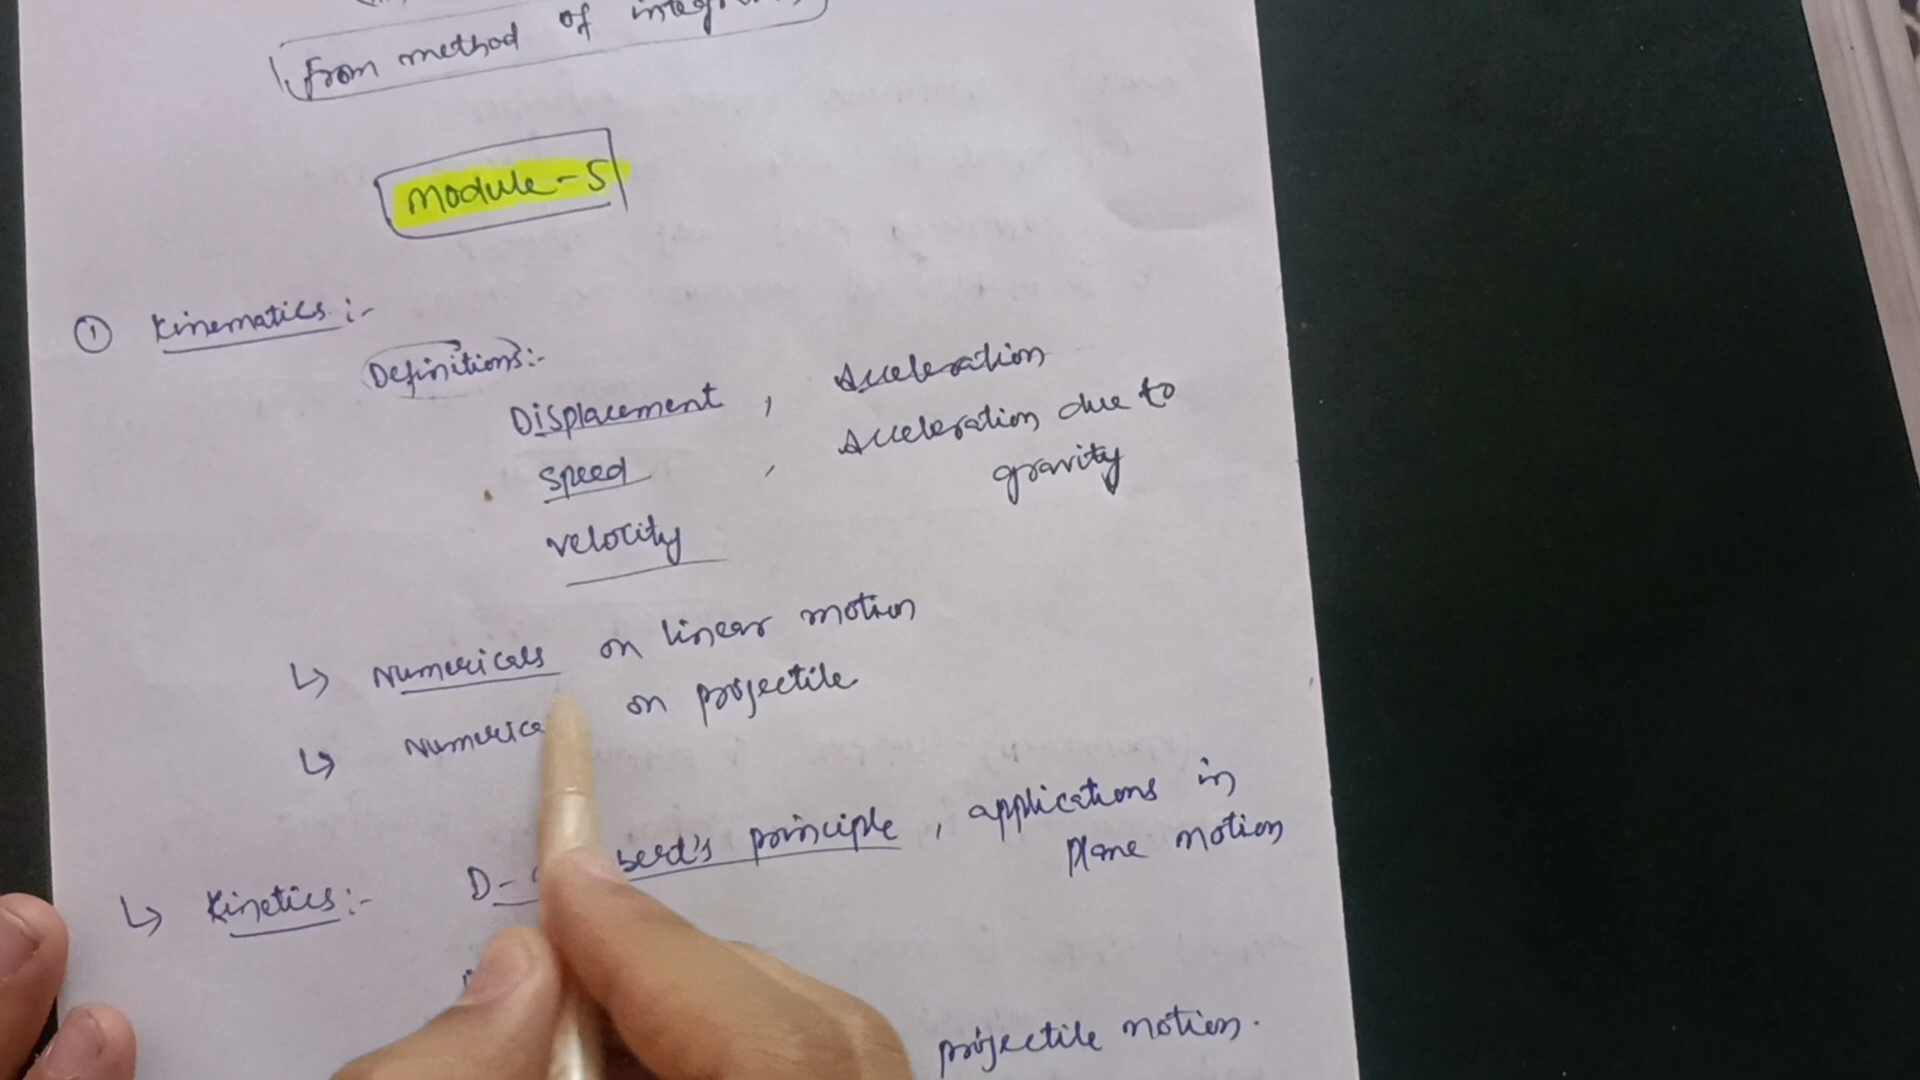 from method of
Module-5
① Kinematics :-
Definitions:-
Displacement , Acceleration
speed , Acceleration due to gravity
velocity
↳ Numericals on linear motion
↳ on projectile
↳ Kinetics:- principle, applications in
plane motion
projectile motion.